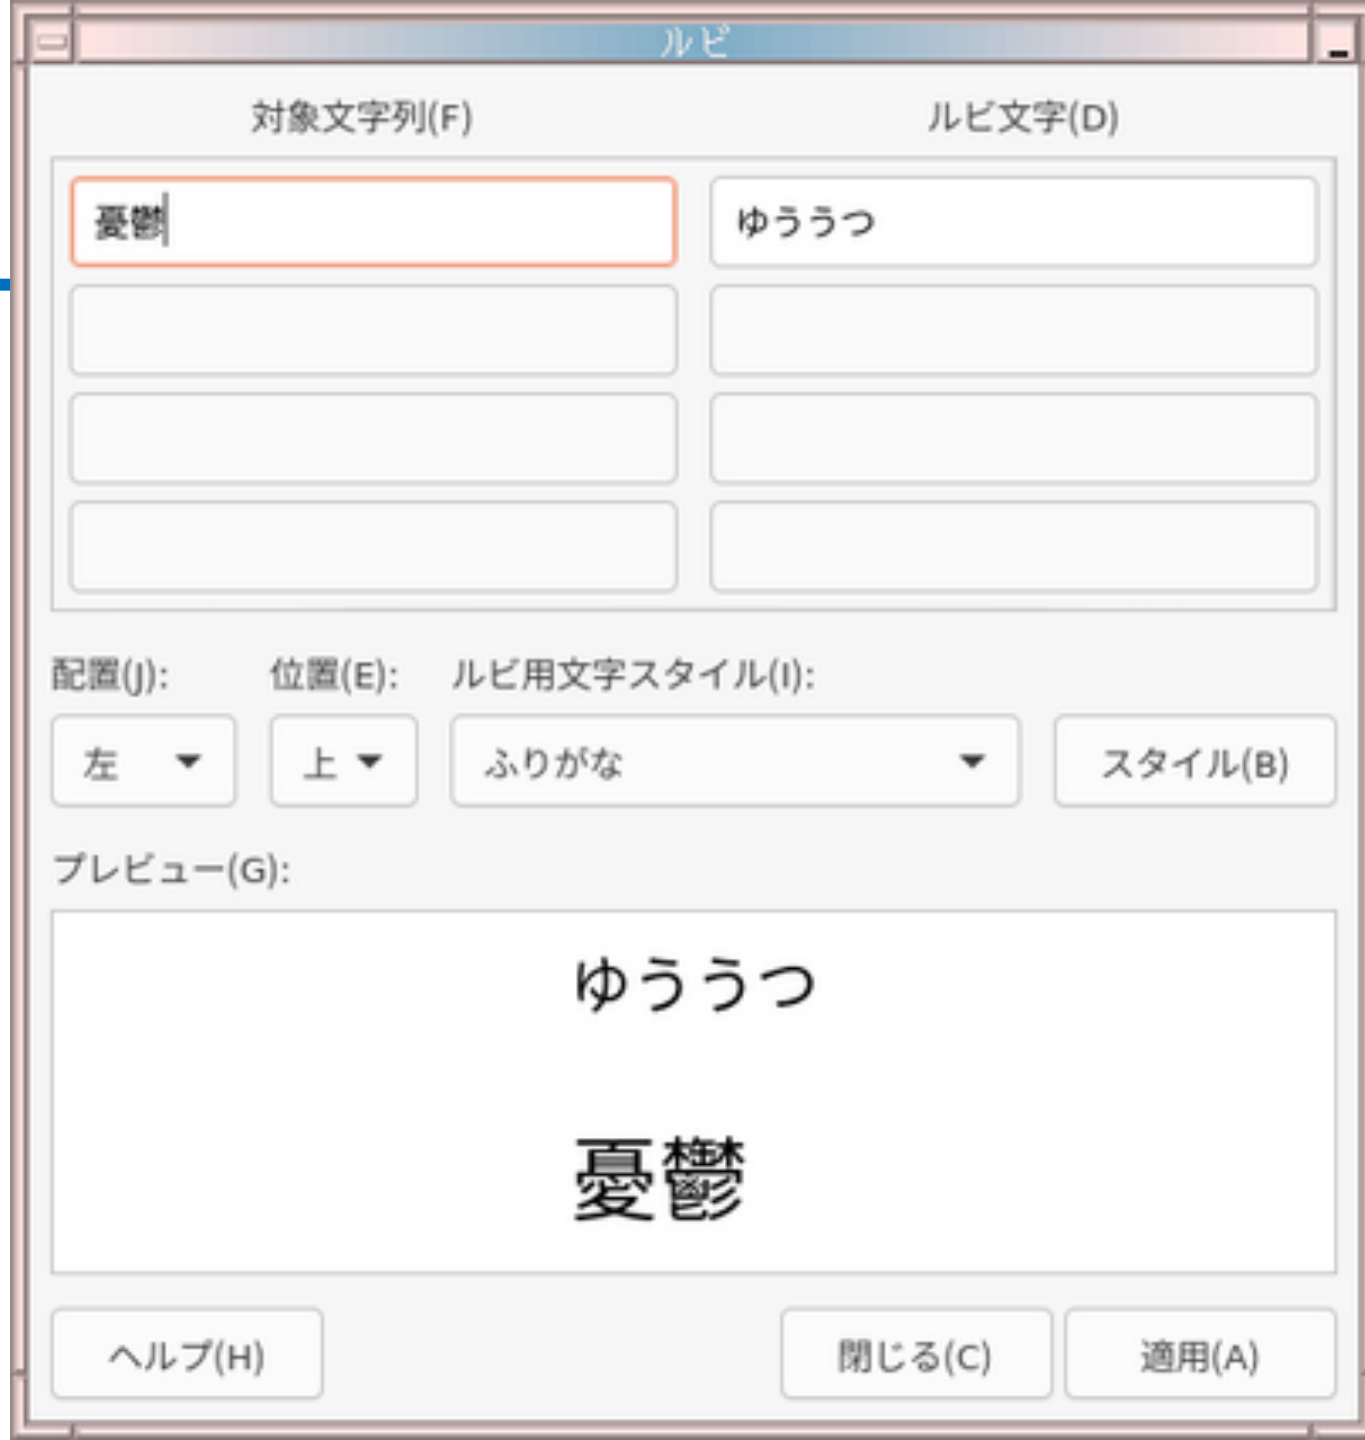 ルビ
対象文字列(F) ルビ文字(D)
憂鬱 ゆううつ
配置(J): 位置(E): ルビ用文字スタイル(I):
左 上 ふりがな スタイル(B)
プレビュー(G):
ゆううつ
憂鬱
ヘルプ(H) 閉じる(C) 適用(A)